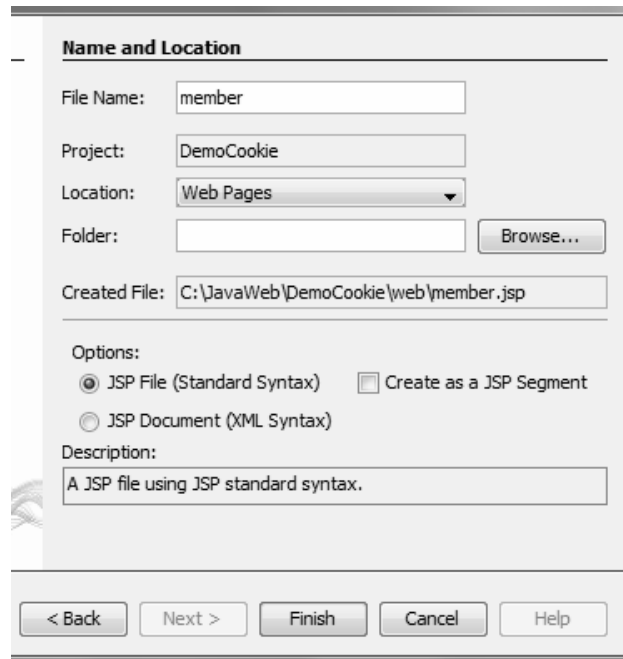 Name and Location
File Name: member
Project: DemoCookie
Location: Web Pages
Folder: Browse...
Created File: C:\JavaWeb\DemoCookie\web\member.jsp
Options:
JSP File (Standard Syntax) Create as a JSP Segment
JSP Document (XML Syntax)
Description:
A JSP file using JSP standard syntax.
< Back Next > Finish Cancel Help